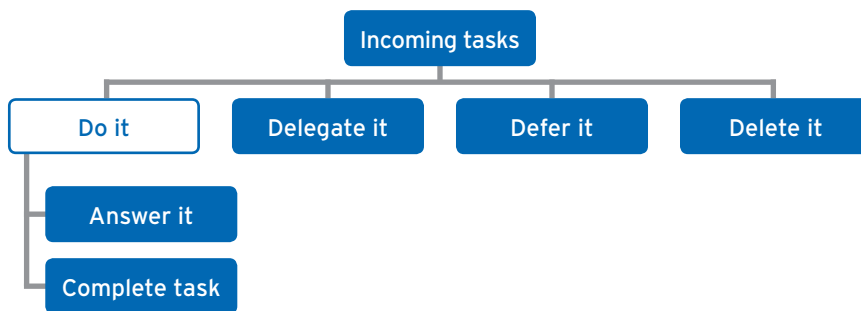 Incoming tasks
Do it
Delegate it
Defer it
Delete it
Answer it
Complete task